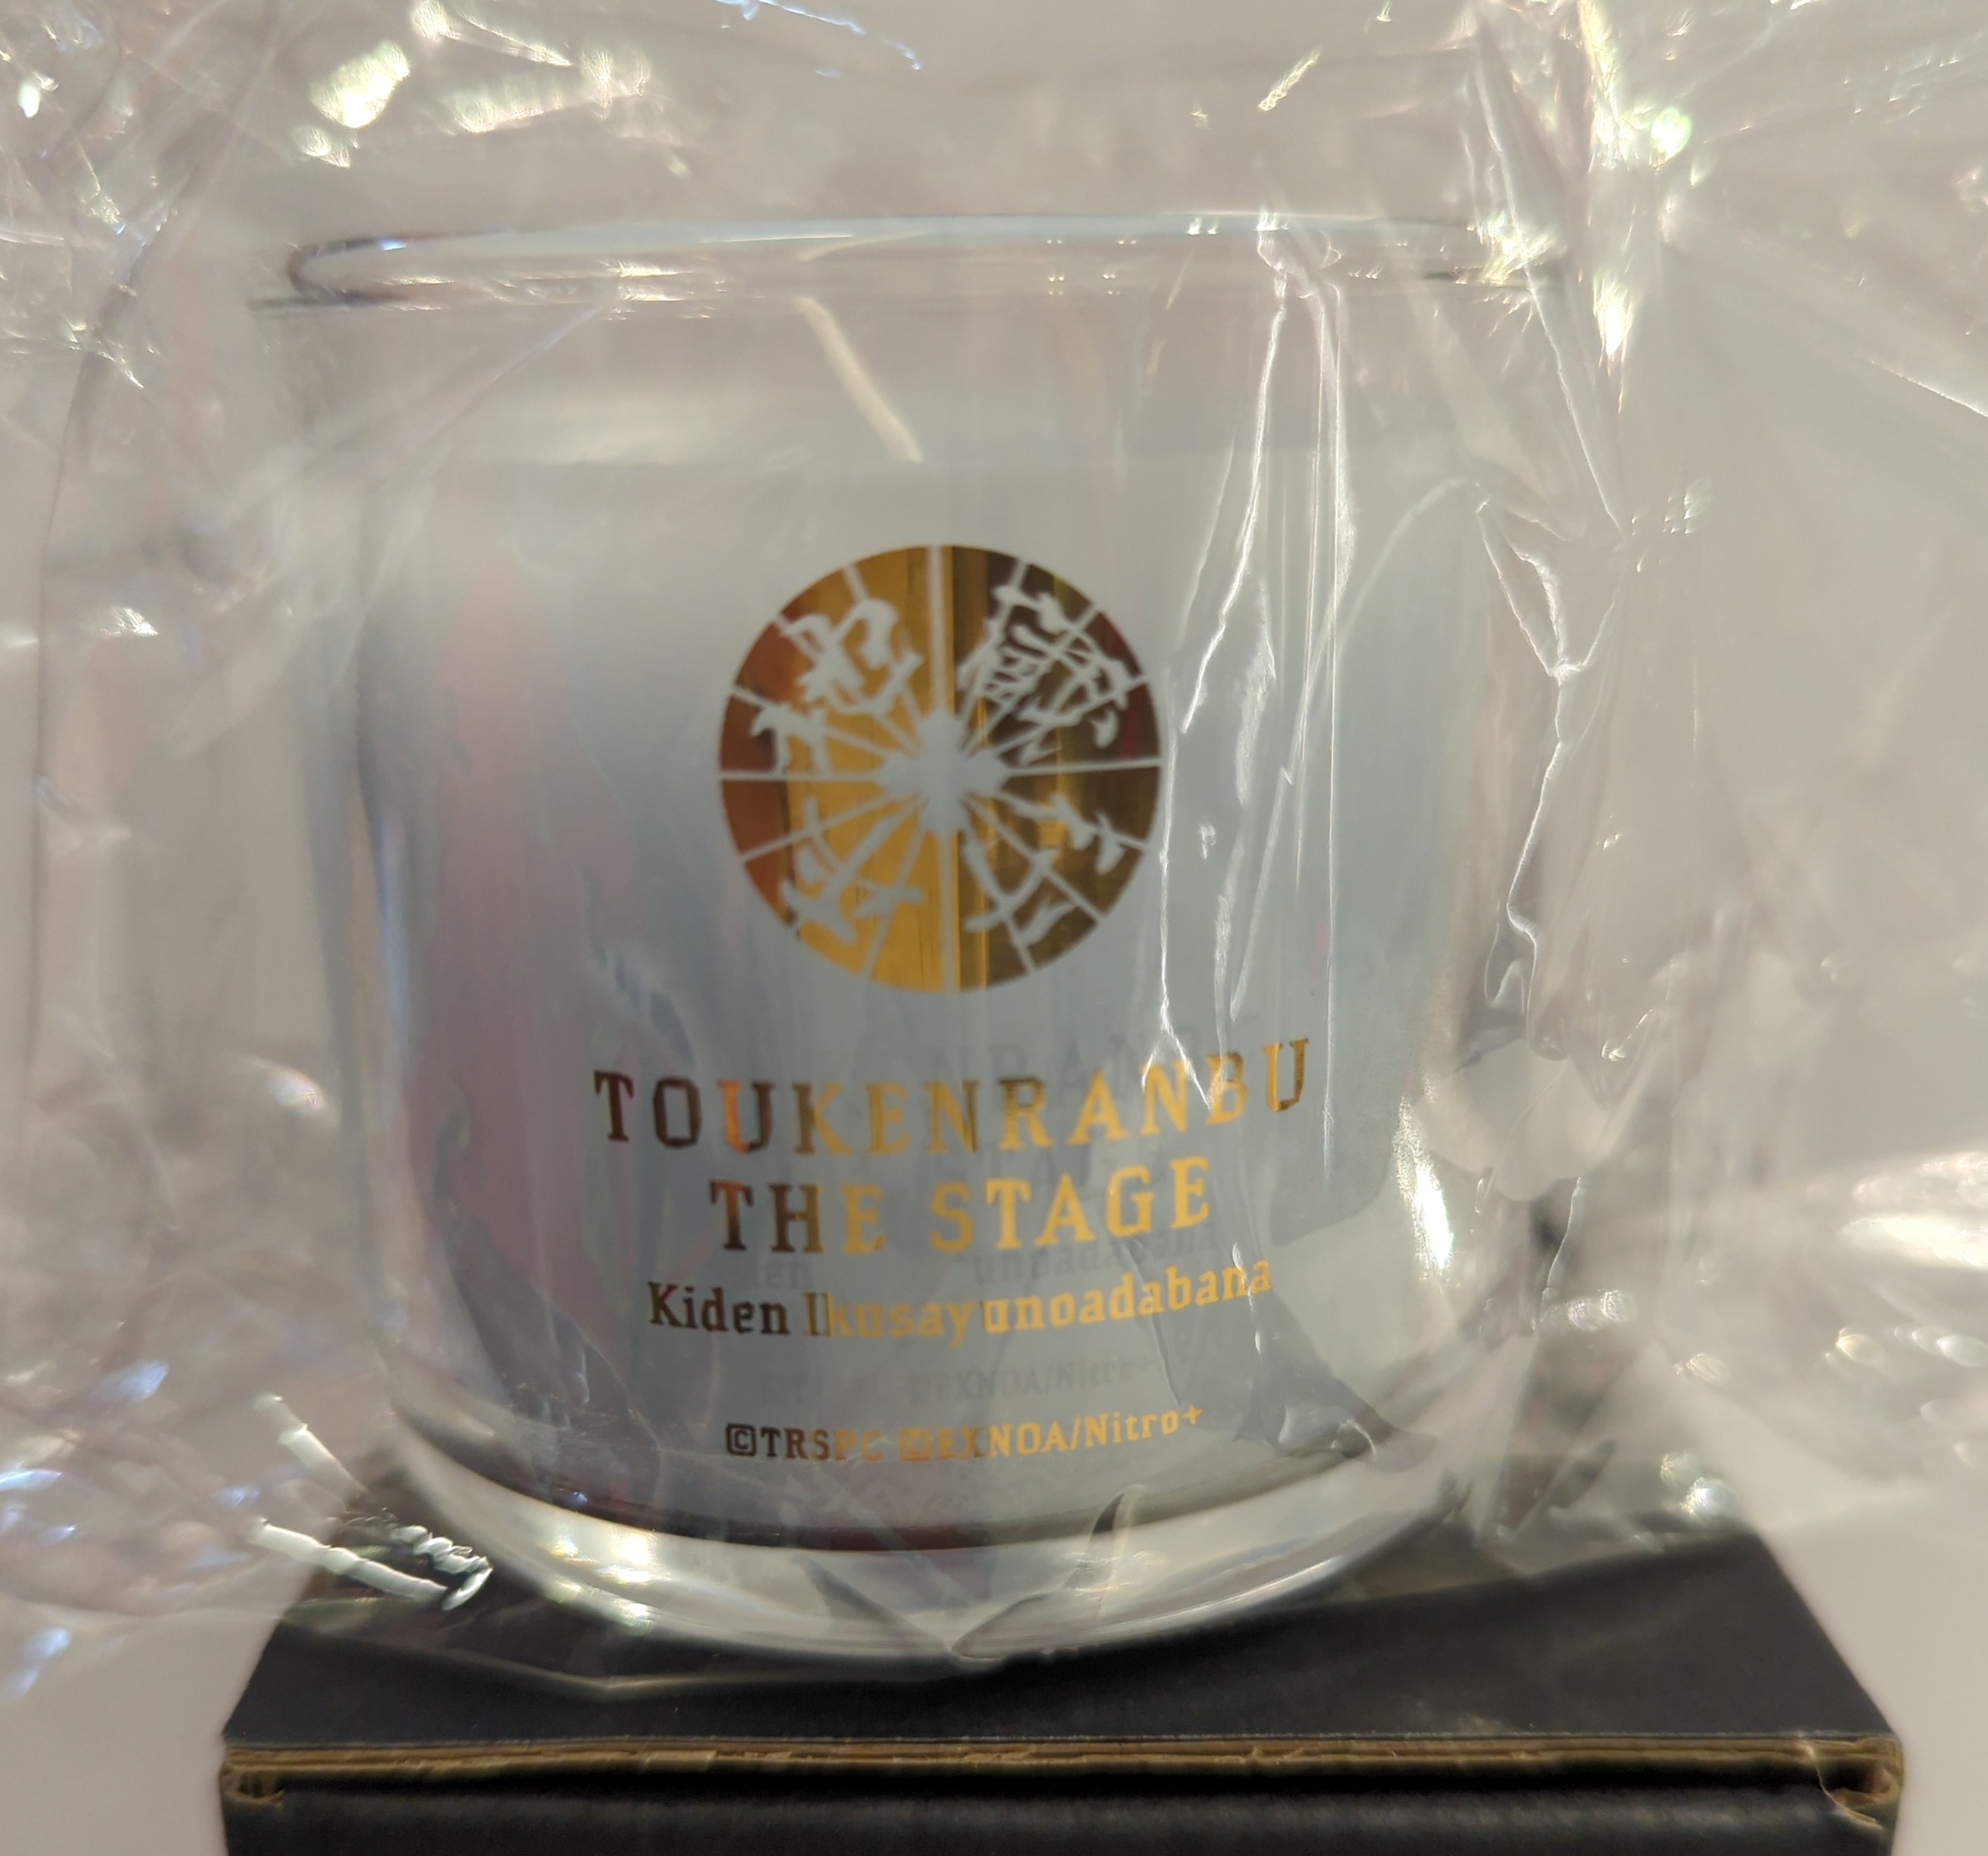 TOUKENRANBU
THE STAGE
Kiden Ikusayunoadabana
©TRSPC ©EXNOA/Nitro+